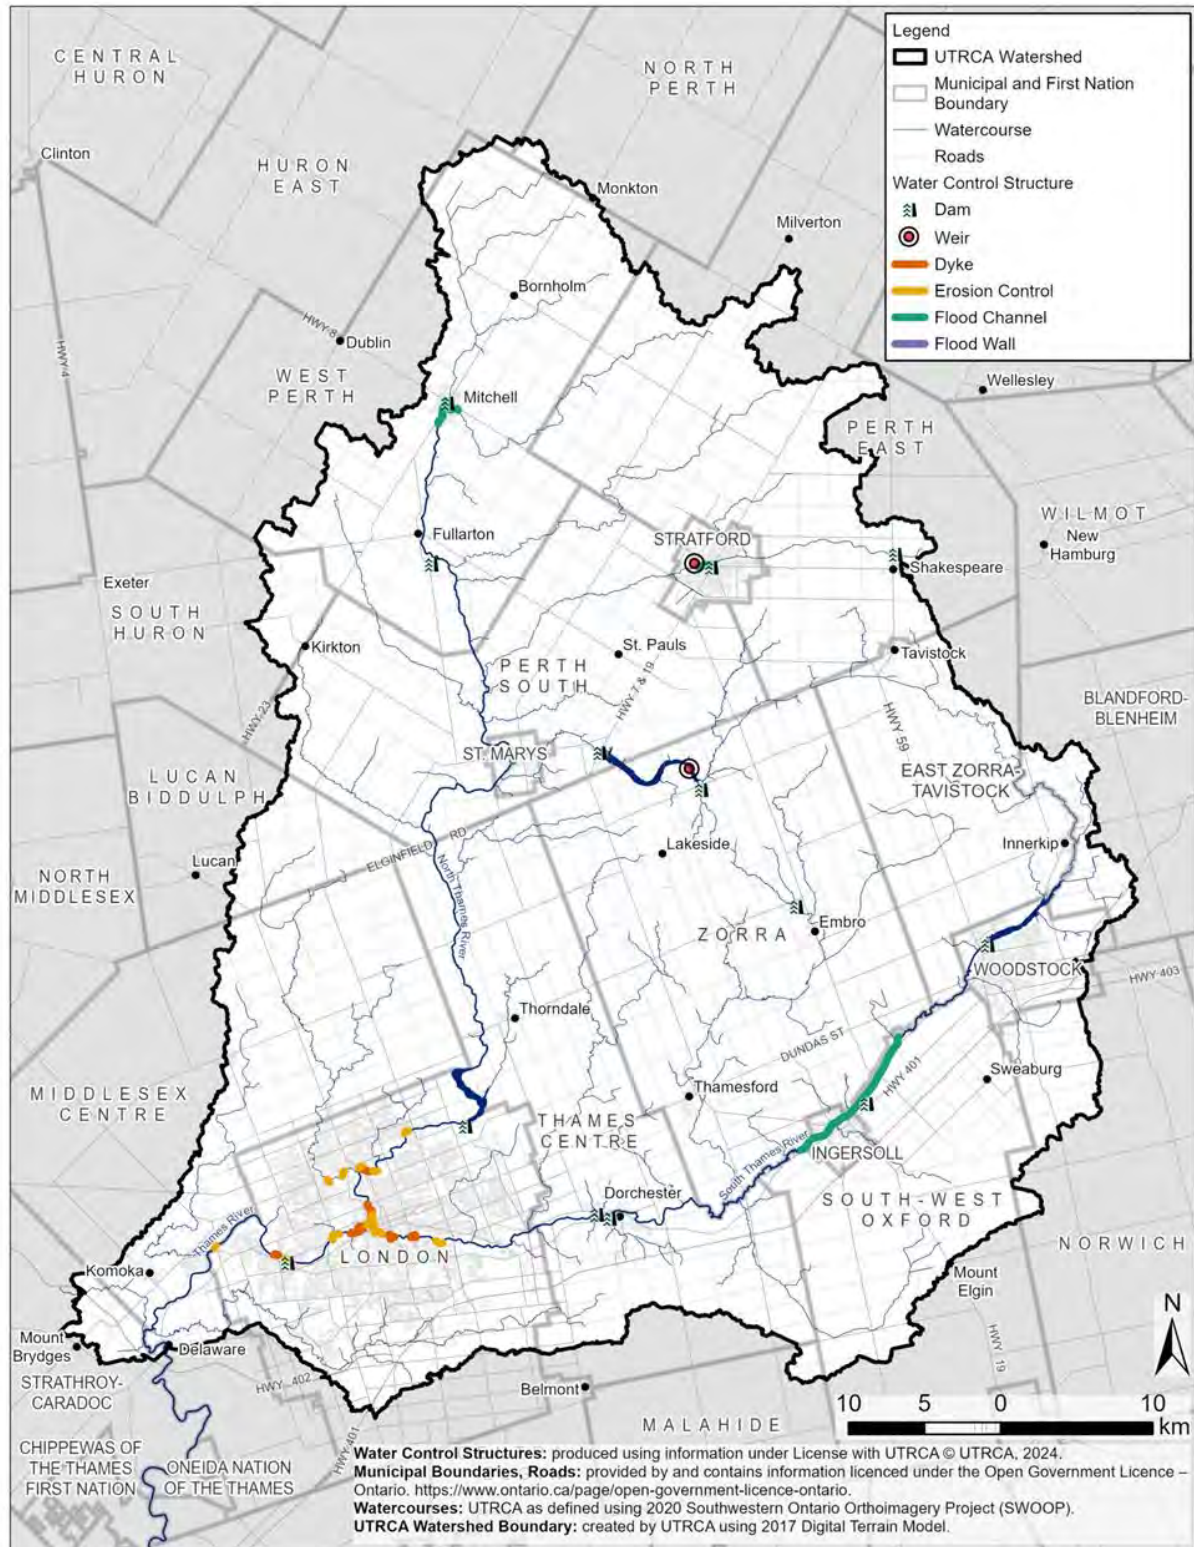 Legend
UTRCA Watershed
Municipal and First Nation
Boundary
Watercourse
Roads
Water Control Structure
Dam
Weir
Dyke
Erosion Control
Flood Channel
Flood Wall
CENTRAL
HURON
NORTH
PERTH
Clinton
HURON
EAST
Monkton
Milverton
Bornholm
HWY 8
Dublin
HWY 4
WEST
PERTH
Mitchell
Wellesley
PERTH
EAST
WILMOT
New
Hamburg
Fullarton
STRATFORD
Shakespeare
Exeter
SOUTH
HURON
Kirkton
St. Pauls
Tavistock
PERTH
SOUTH
HWY 7 & 19
HWY 23
HWY 59
BLANDFORD-
BLENHEIM
ST. MARYS
EAST ZORRA-
TAVISTOCK
LUCAN
BIDDULPH
Innerkip
ELGINFIELD RD
Lakeside
Lucan
North Thames River
NORTH
MIDDLESEX
Embro
ZORRA
WOODSTOCK
HWY 403
Thorndale
DUNDAS ST
HWY 401
Sweaburg
Thamesford
MIDDLESEX
CENTRE
THAMES
CENTRE
INGERSOLL
South Thames River
Dorchester
SOUTH-WEST
OXFORD
Thames River
LONDON
NORWICH
Komoka
Mount
Elgin
N
Mount
Brydges
Delaware
HWY 19
STRATHROY-
CARADOC
HWY 402
Belmont
10 5 0 10
km
MALAHIDE
HWY 401
CHIPPEWAS OF
THE THAMES
FIRST NATION
ONEIDA NATION
OF THE THAMES
Water Control Structures: produced using information under License with UTRCA © UTRCA, 2024.
Municipal Boundaries, Roads: provided by and contains information licenced under the Open Government Licence –
Ontario. https://www.ontario.ca/page/open-government-licence-ontario.
Watercourses: UTRCA as defined using 2020 Southwestern Ontario Orthoimagery Project (SWOOP).
UTRCA Watershed Boundary: created by UTRCA using 2017 Digital Terrain Model.